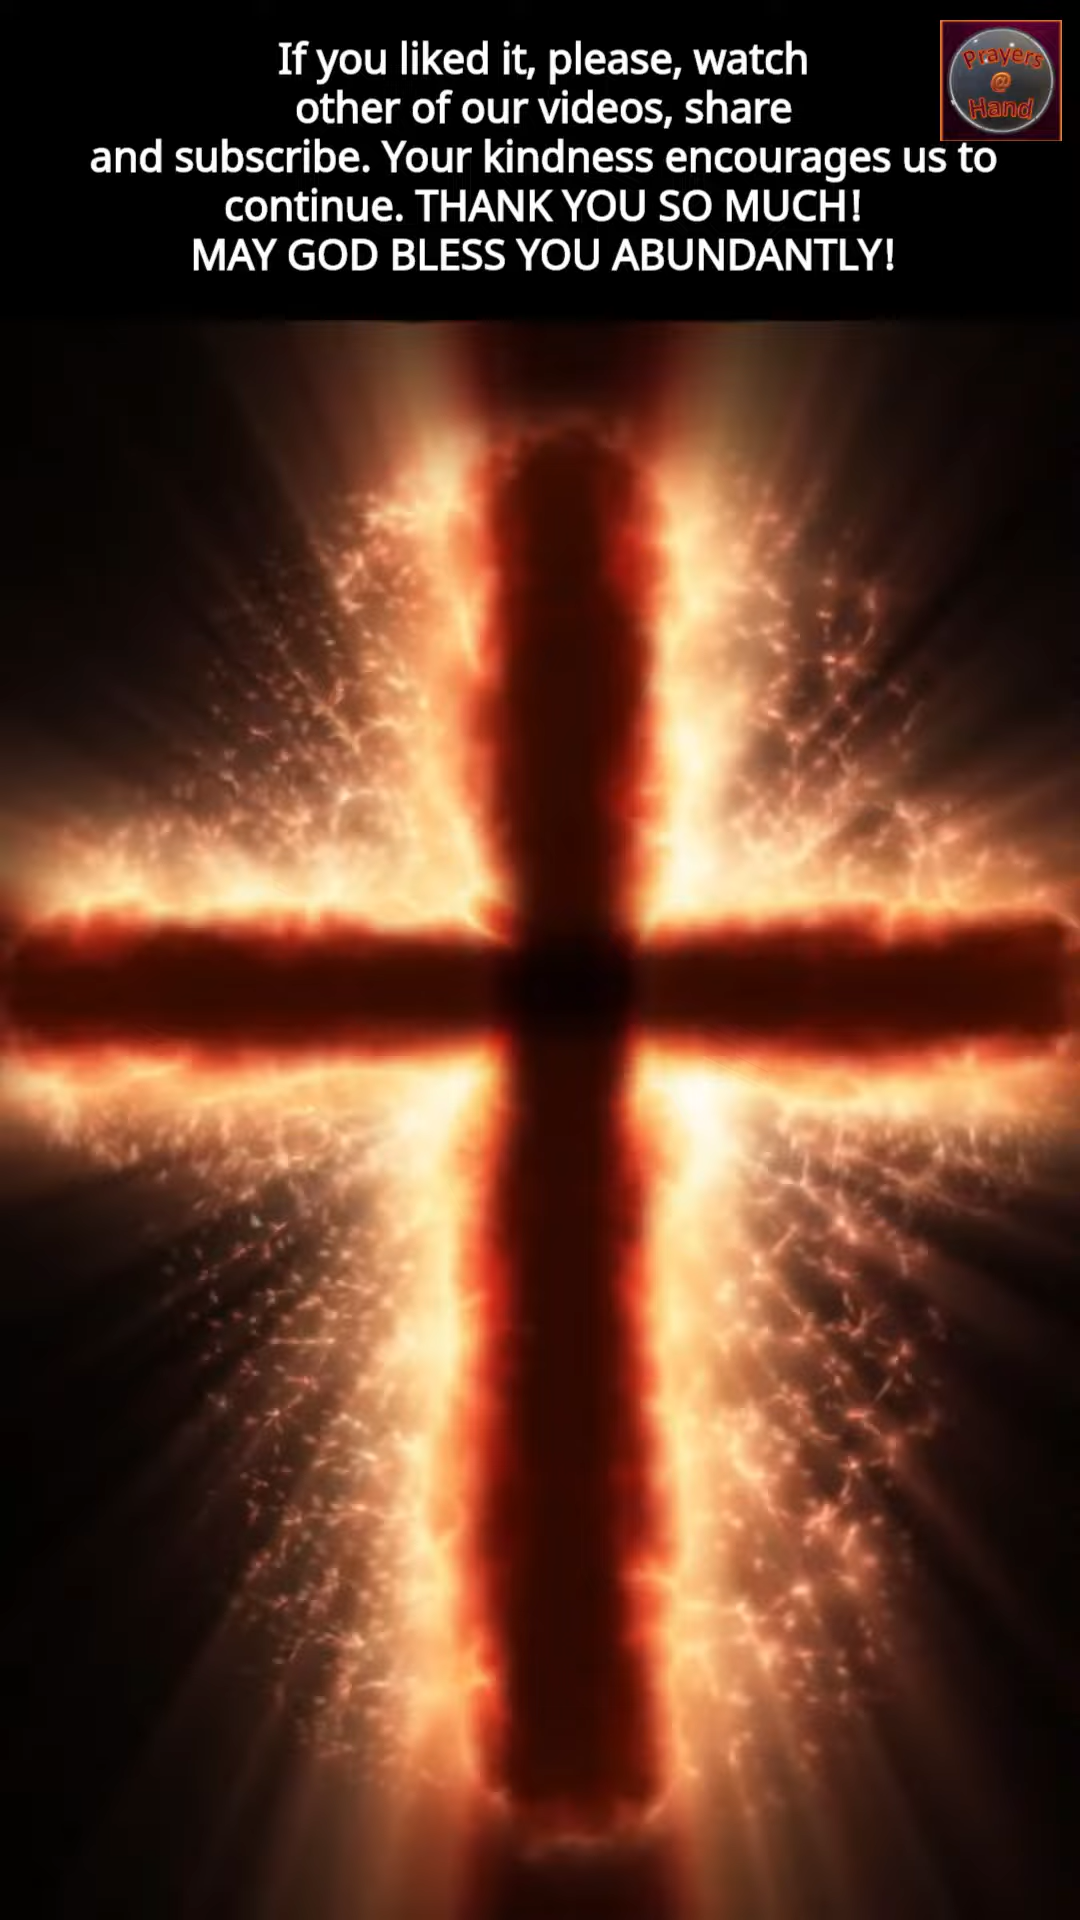 If you liked it, please, watch
other of our videos, share
and subscribe. Your kindness encourages us to
continue. THANK YOU SO MUCH!
MAY GOD BLESS YOU ABUNDANTLY!
Prayers
@
Hand